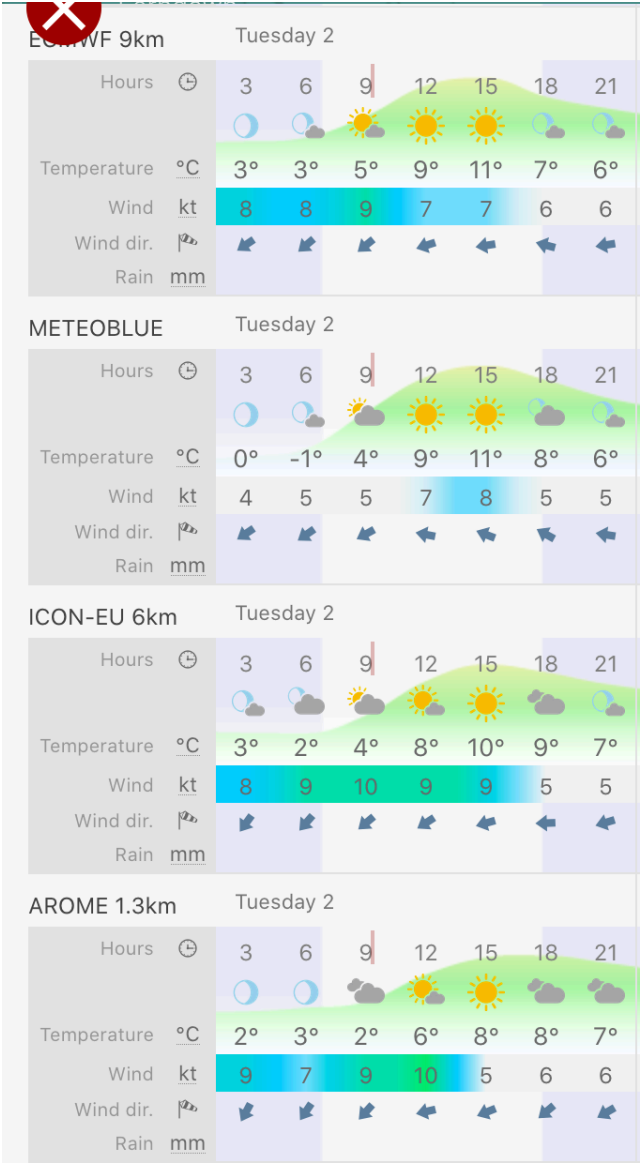 ECMWF 9km Tuesday 2
Hours 3 6 9 12 15 18 21
Temperature °C 3° 3° 5° 9° 11° 7° 6°
Wind kt 8 8 9 7 7 6 6
Wind dir.
Rain mm
METEOBLUE Tuesday 2
Hours 3 6 9 12 15 18 21
Temperature °C 0° -1° 4° 9° 11° 8° 6°
Wind kt 4 5 5 7 8 5 5
Wind dir.
Rain mm
ICON-EU 6km Tuesday 2
Hours 3 6 9 12 15 18 21
Temperature °C 3° 2° 4° 8° 10° 9° 7°
Wind kt 8 9 10 9 9 5 5
Wind dir.
Rain mm
AROME 1.3km Tuesday 2
Hours 3 6 9 12 15 18 21
Temperature °C 2° 3° 2° 6° 8° 8° 7°
Wind kt 9 7 9 10 5 6 6
Wind dir.
Rain mm